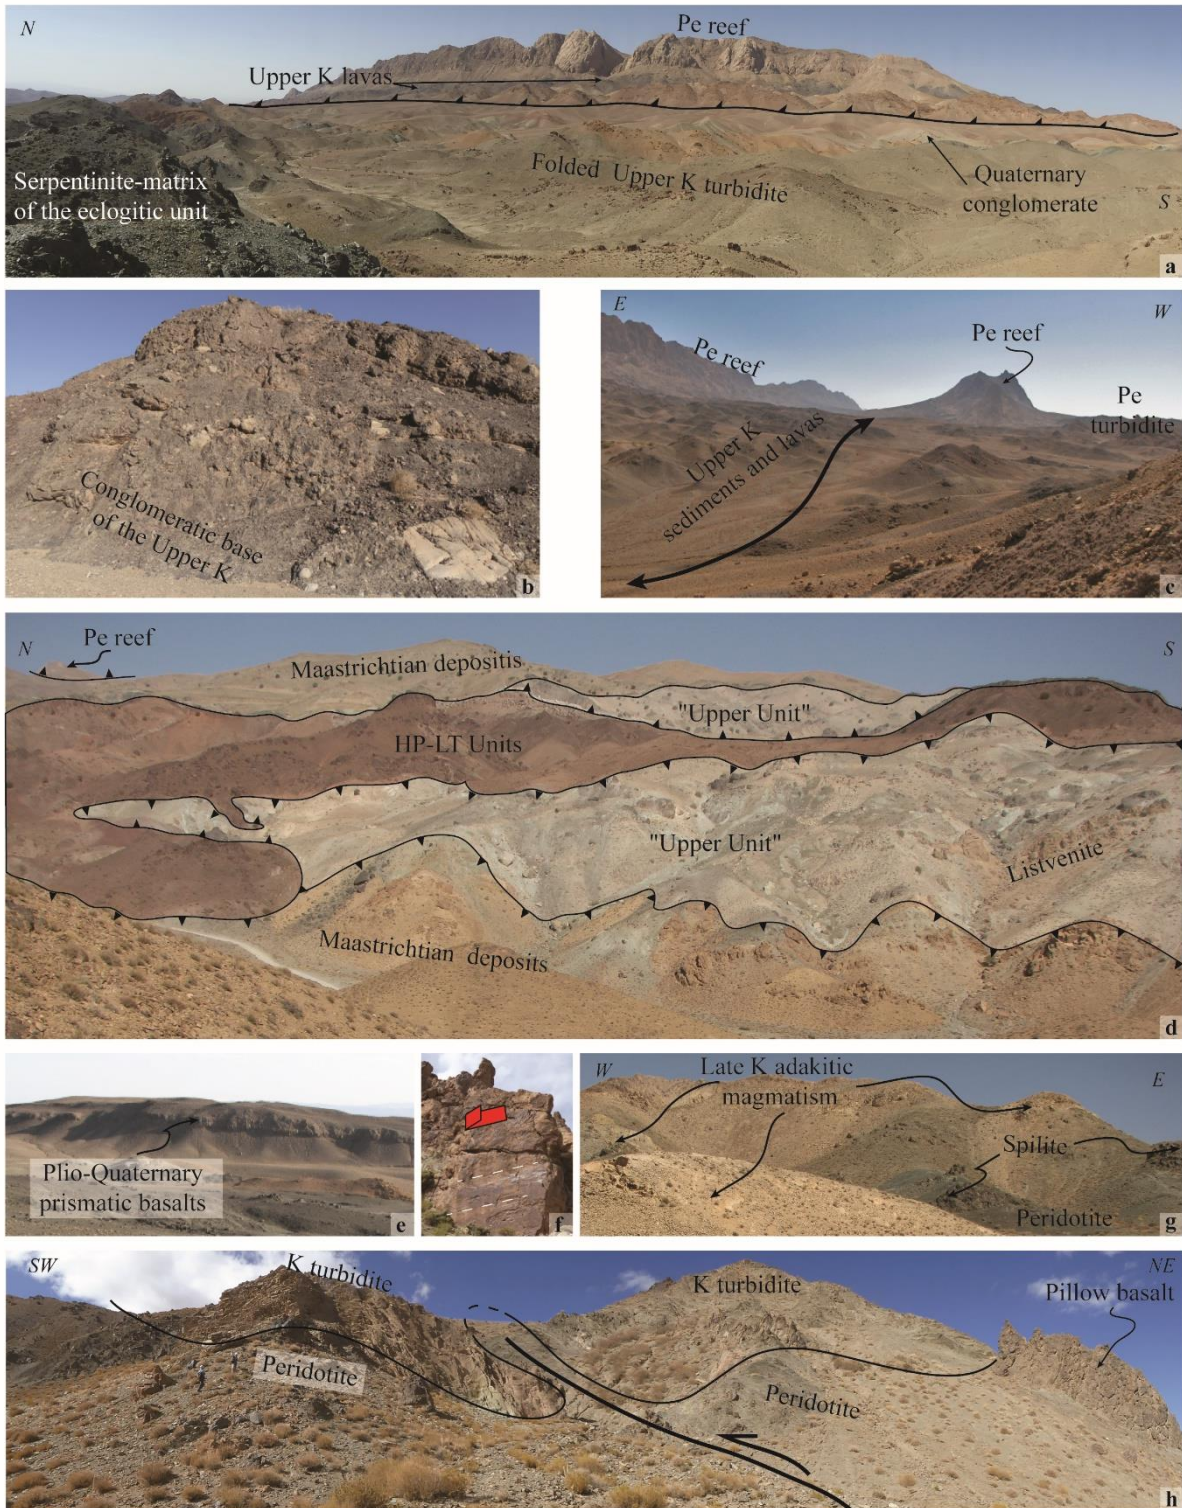 N
Pe reef
Upper K lavas
Serpentinite-matrix
of the eclogitic unit
Folded Upper K turbidite
Quaternary
conglomerate
S
a
Conglomeratic base
of the Upper K
b
E
W
Pe reef
Pe reef
Pe
turbidite
Upper K
sediments and lavas
c
N
S
Pe reef
Maastrichtian depositis
"Upper Unit"
HP-LT Units
"Upper Unit"
Listvenite
Maastrichtian deposits
d
Plio-Quaternary
prismatic basalts
e
f
W
E
Late K adakitic
magmatism
Spilite
Peridotite
g
SW
NE
K turbidite
K turbidite
Pillow basalt
Peridotite
Peridotite
h